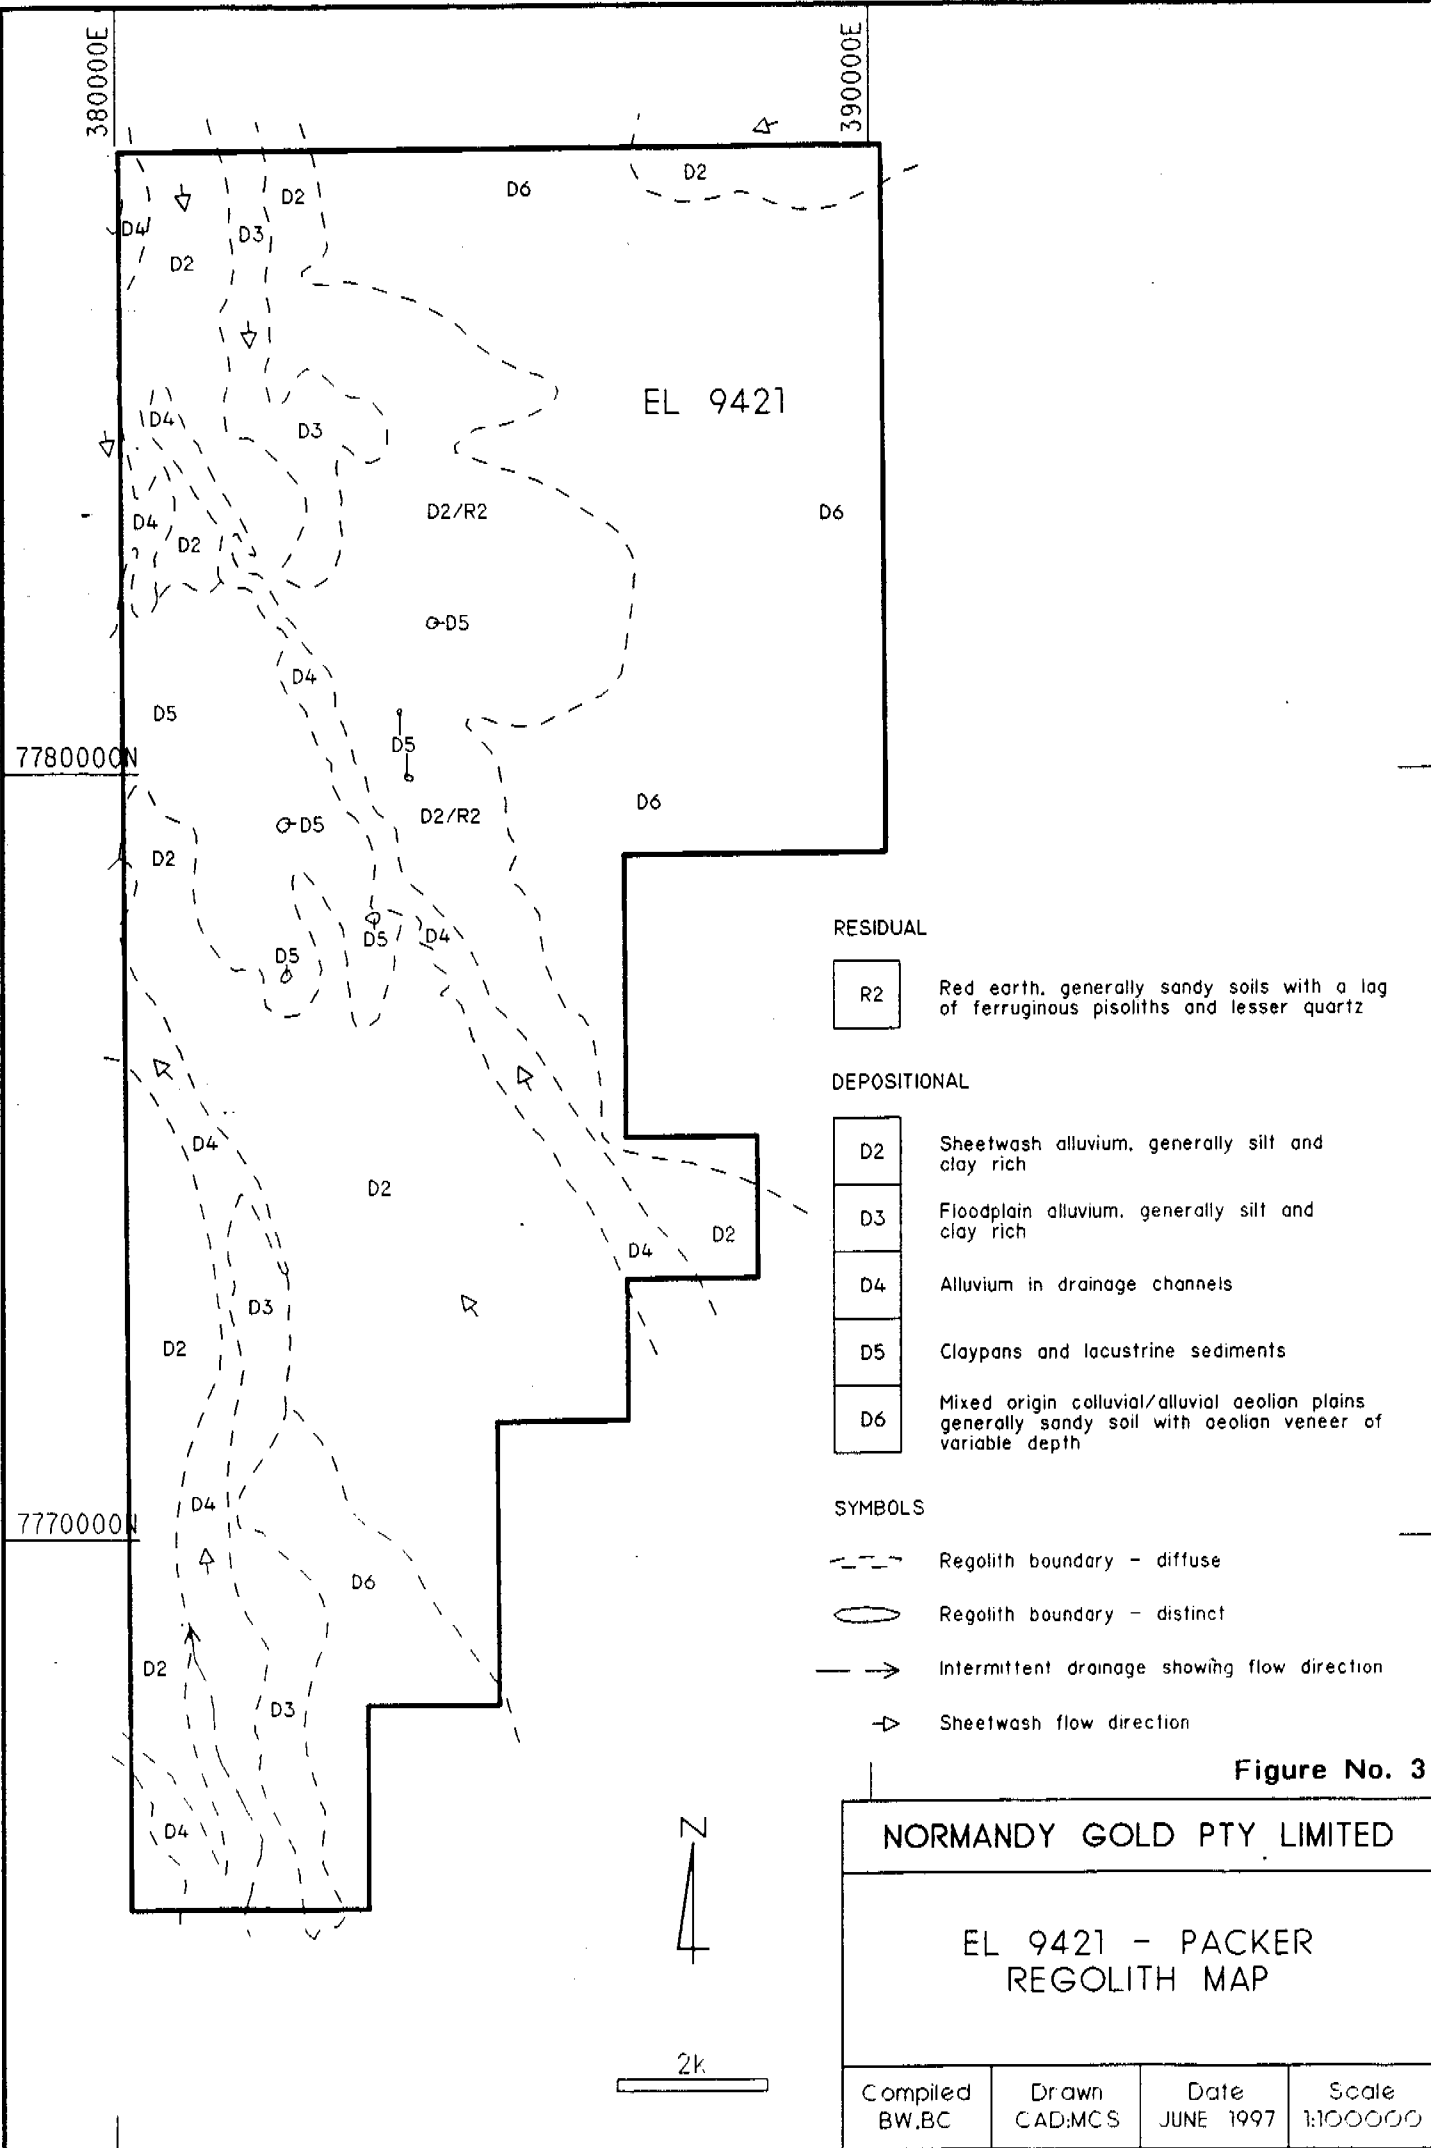 380000E
390000E
D2
D6
D2
D4
D3
D2
EL 9421
D4
D3
D2/R2
D6
D4
D2
D5
D4
D5
D5
7780000N
D6
D2/R2
D5
D2
D4
D5
D5
RESIDUAL
R2
Red earth, generally sandy soils with a lag
of ferruginous pisoliths and lesser quartz
DEPOSITIONAL
D2
Sheetwash alluvium, generally silt and
clay rich
D3
Floodplain alluvium, generally silt and
clay rich
D4
Alluvium in drainage channels
D5
Claypans and lacustrine sediments
D6
Mixed origin colluvial/alluvial aeolian plains
generally sandy soil with aeolian veneer of
variable depth
D4
D2
D2
D4
D3
D2
D4
7770000N
D6
D2
D3
D4
SYMBOLS
Regolith boundary - diffuse
Regolith boundary - distinct
Intermittent drainage showing flow direction
Sheetwash flow direction
Figure No. 3
NORMANDY GOLD PTY LIMITED
EL 9421 - PACKER
REGOLITH MAP
N
2k
Compiled
BW.BC
Drawn
CAD:MCS
Date
JUNE 1997
Scale
1:100000